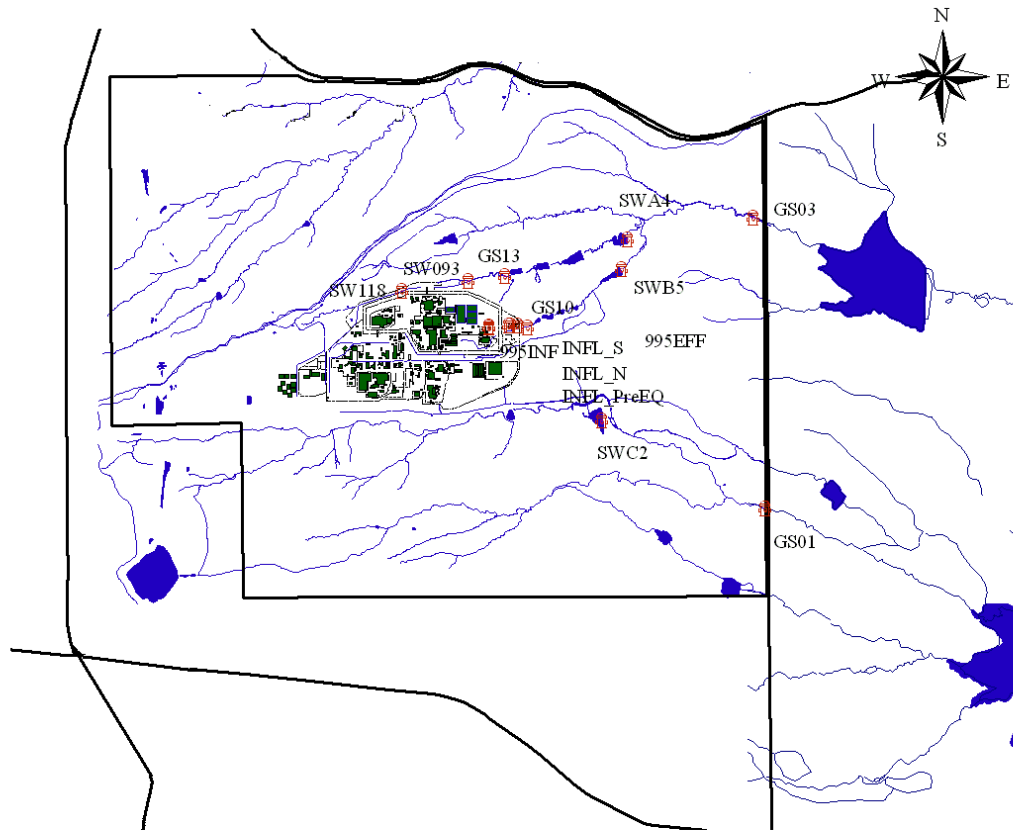 N
W
E
S
SWA4
GS03
GS13
SW093
SW118
SWB5
GS10
995INF
INFL_S
995EFF
INFL_N
INFL_PreEQ
SWC2
GS01